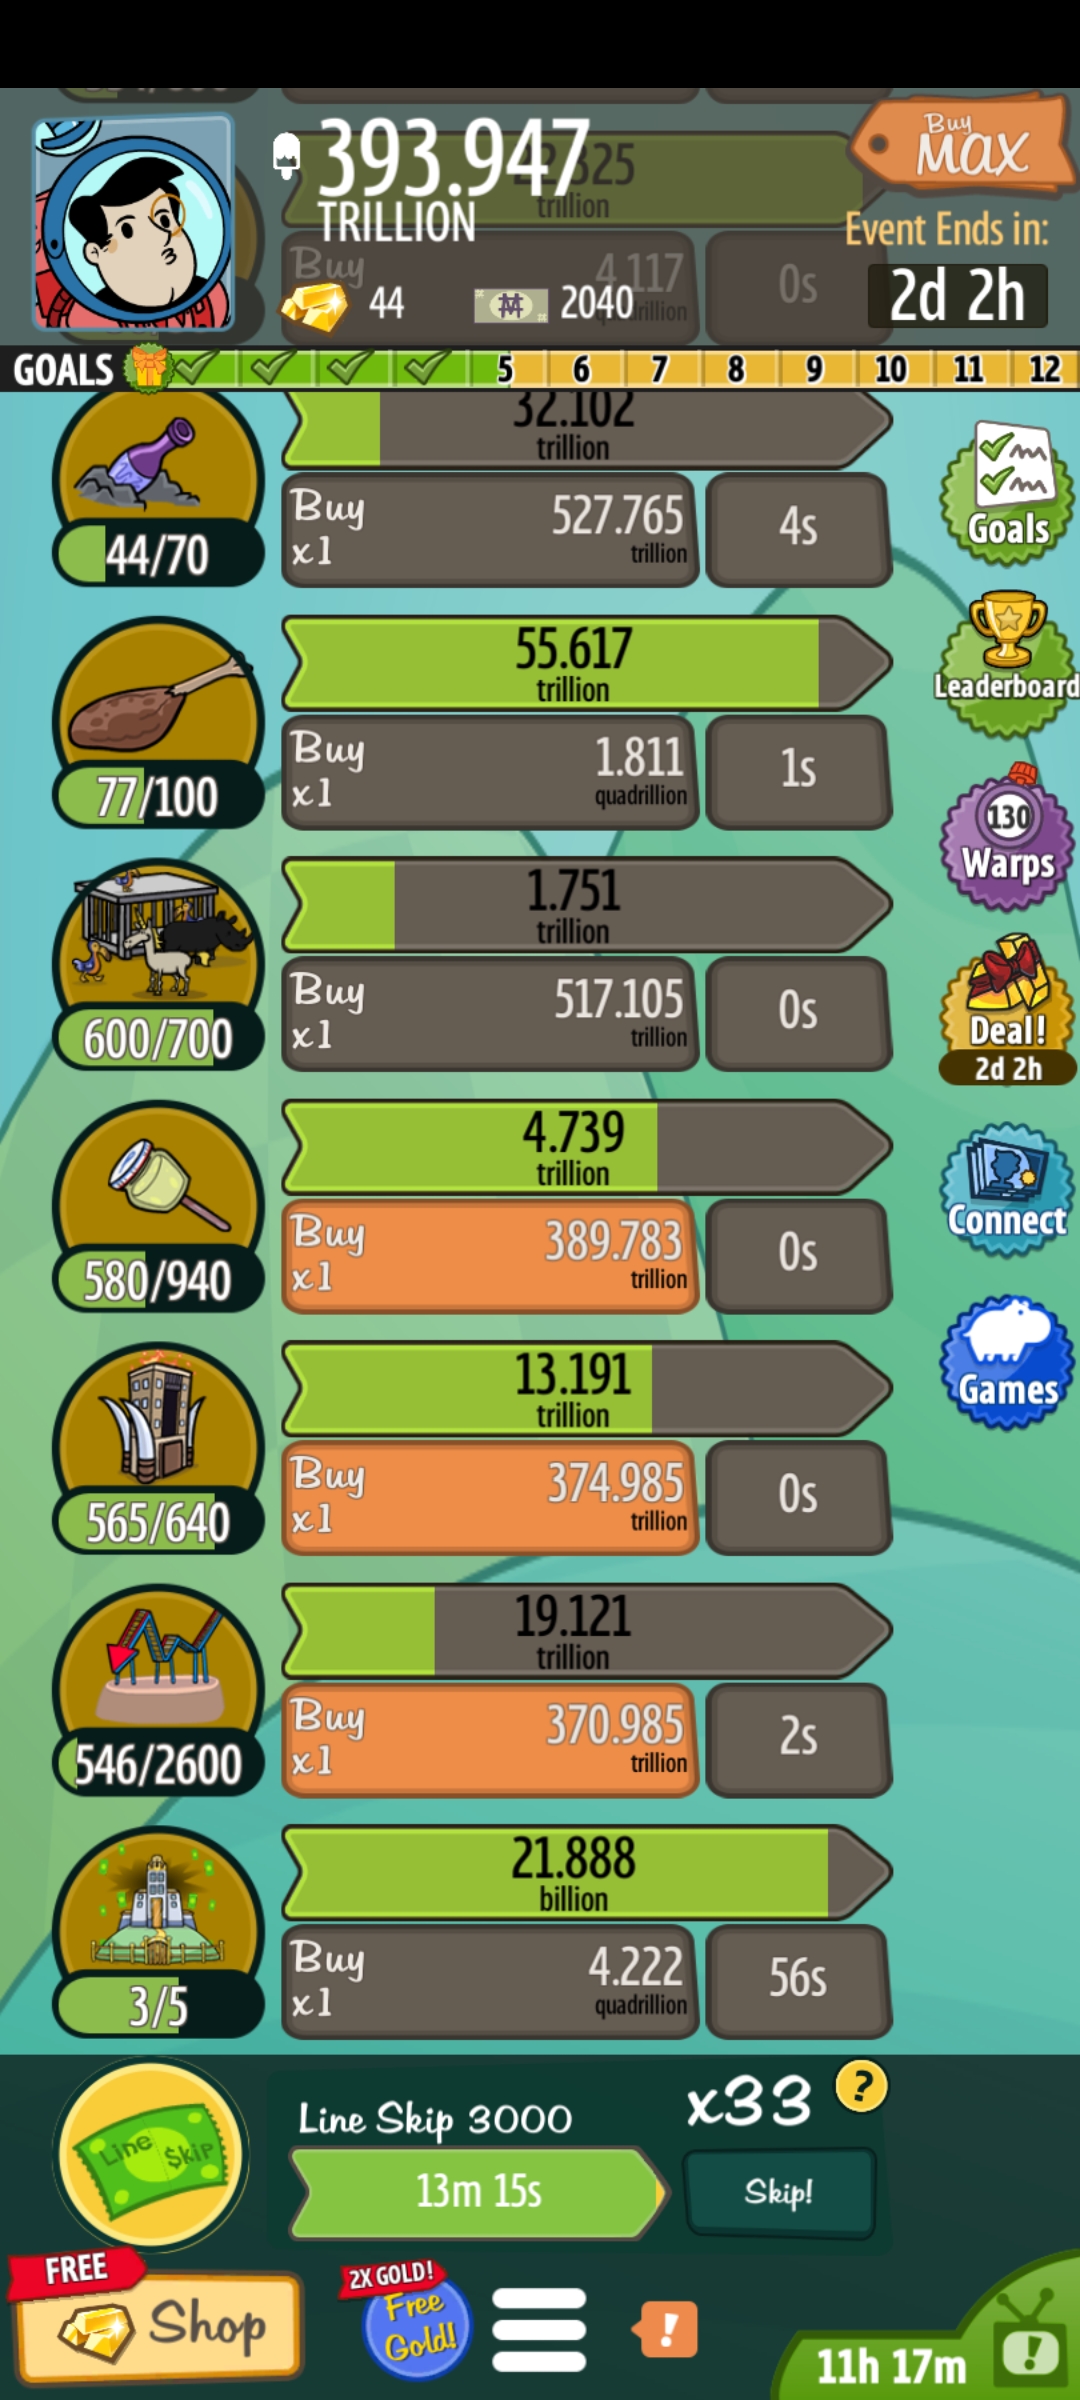 393.947
TRILLION
Buy
MAX
Event Ends in:
2d 2h
trillion
Buy
4.117
0s
44
2040
GOALS
5
6
7
8
9
10
11
12
32.102
trillion
Buy
x1
527.765
trillion
4s
44/70
Goals
55.617
trillion
Leaderboard
Buy
x1
1.811
quadrillion
1s
77/100
130
Warps
1.751
trillion
Buy
x1
517.105
trillion
0s
600/700
Deal!
2d 2h
4.739
trillion
Buy
x1
389.783
trillion
0s
580/940
Connect
13.191
trillion
Games
Buy
x1
374.985
trillion
0s
565/640
19.121
trillion
Buy
x1
370.985
trillion
2s
546/2600
21.888
billion
Buy
x1
4.222
quadrillion
56s
3/5
Line Skip
Line Skip 3000
x33
?
13m 15s
Skip!
FREE
Shop
2X GOLD!
Free
Gold!
!
11h 17m
!